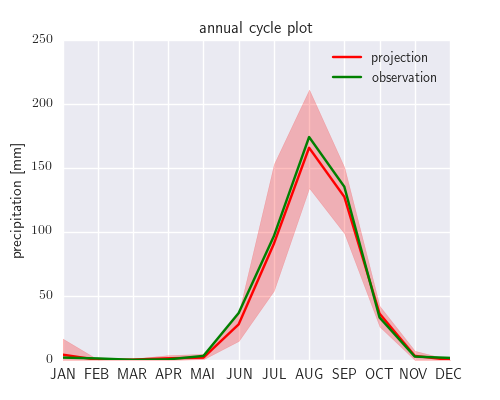 annual cycle plot
projection
observation
precipitation [mm]
250
200
150
100
50
0
JAN FEB MAR APR MAI JUN JUL AUG SEP OCT NOV DEC